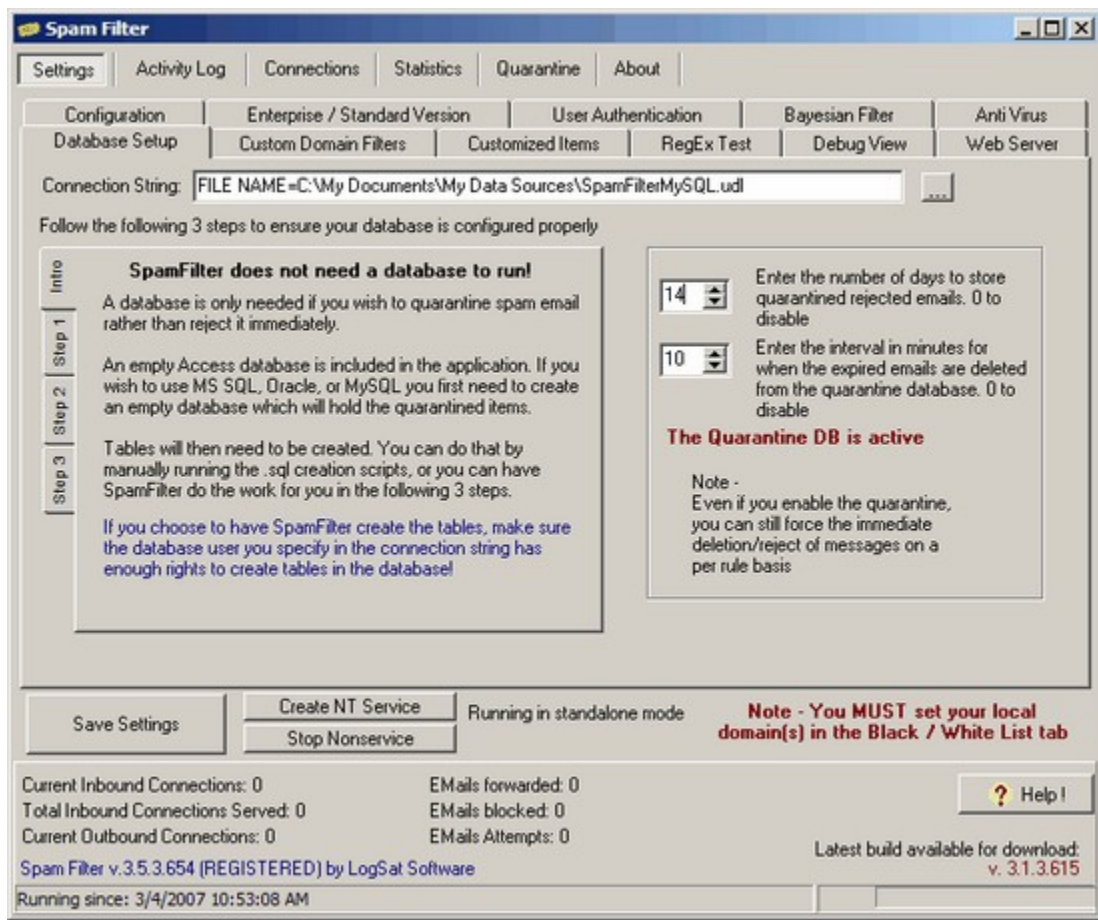 Spam Filter
Settings Activity Log Connections Statistics Quarantine About
Configuration Enterprise / Standard Version User Authentication Bayesian Filter Anti Virus
Database Setup Custom Domain Filters Customized Items RegEx Test Debug View Web Server
Connection String: FILE NAME=C:\My Documents\My Data Sources\SpamFilterMySQL.udl ...
Follow the following 3 steps to ensure your database is configured properly
Intro
Step 1
Step 2
Step 3
SpamFilter does not need a database to run!
A database is only needed if you wish to quarantine spam email
rather than reject it immediately.
An empty Access database is included in the application. If you
wish to use MS SQL, Oracle, or MySQL you first need to create
an empty database which will hold the quarantined items.
Tables will then need to be created. You can do that by
manually running the .sql creation scripts, or you can have
SpamFilter do the work for you in the following 3 steps.
If you choose to have SpamFilter create the tables, make sure
the database user you specify in the connection string has
enough rights to create tables in the database!
14
Enter the number of days to store
quarantined rejected emails. 0 to
disable
10
Enter the interval in minutes for
when the expired emails are deleted
from the quarantine database. 0 to
disable
The Quarantine DB is active
Note -
Even if you enable the quarantine,
you can still force the immediate
deletion/reject of messages on a
per rule basis
Save Settings
Create NT Service
Stop Nonservice
Running in standalone mode
Note - You MUST set your local
domain(s) in the Black / White List tab
Current Inbound Connections: 0
Total Inbound Connections Served: 0
Current Outbound Connections: 0
EMails forwarded: 0
EMails blocked: 0
EMails Attempts: 0
? Help !
Spam Filter v.3.5.3.654 (REGISTERED) by LogSat Software
Latest build available for download:
v. 3.1.3.615
Running since: 3/4/2007 10:53:08 AM